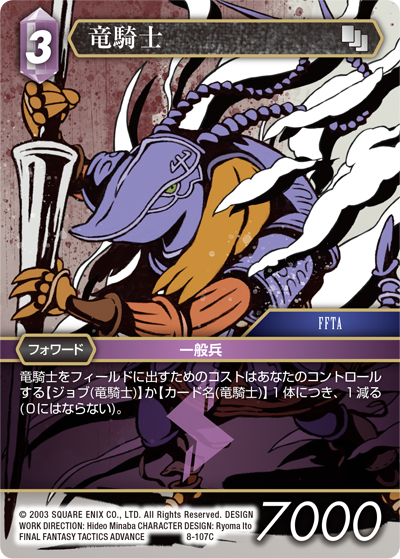 3
竜騎士
FFTA
フォワード
一般兵
竜騎士をフィールドに出すためのコストはあなたのコントロール
する【ジョブ(竜騎士)】か【カード名(竜騎士)】1体につき、1減る
(0にはならない)。
© 2003 SQUARE ENIX CO., LTD. All Rights Reserved. DESIGN
WORK DIRECTION: Hideo Minaba CHARACTER DESIGN: Ryoma Ito
FINAL FANTASY TACTICS ADVANCE 8-107C
7000